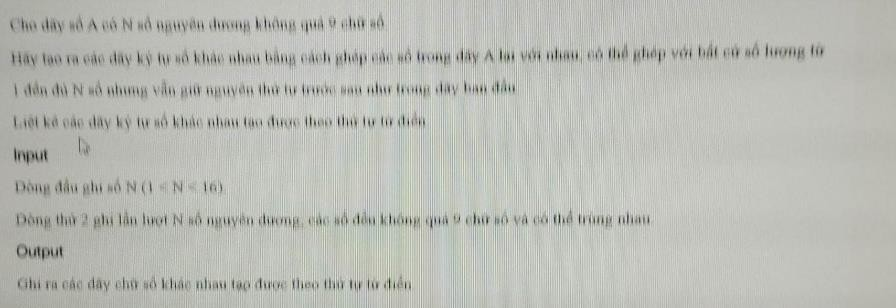 Cho dãy số A có N số nguyên dương không quá 9 chữ số.
Hãy tạo ra các dãy ký tự số khác nhau bằng cách ghép các số trong dãy A lại với nhau, có thể ghép với bất cứ số lượng từ
1 đến đủ N số nhưng vẫn giữ nguyên thứ tự trước sau như trong dãy ban đầu.
Liệt kê các dãy ký tự số khác nhau tạo được theo thứ tự từ điển.
Input
Dòng đầu ghi số N (1 < N < 16).
Dòng thứ 2 ghi lần lượt N số nguyên dương, các số đều không quá 9 chữ số và có thể trùng nhau.
Output
Ghi ra các dãy chữ số khác nhau tạo được theo thứ tự từ điển.